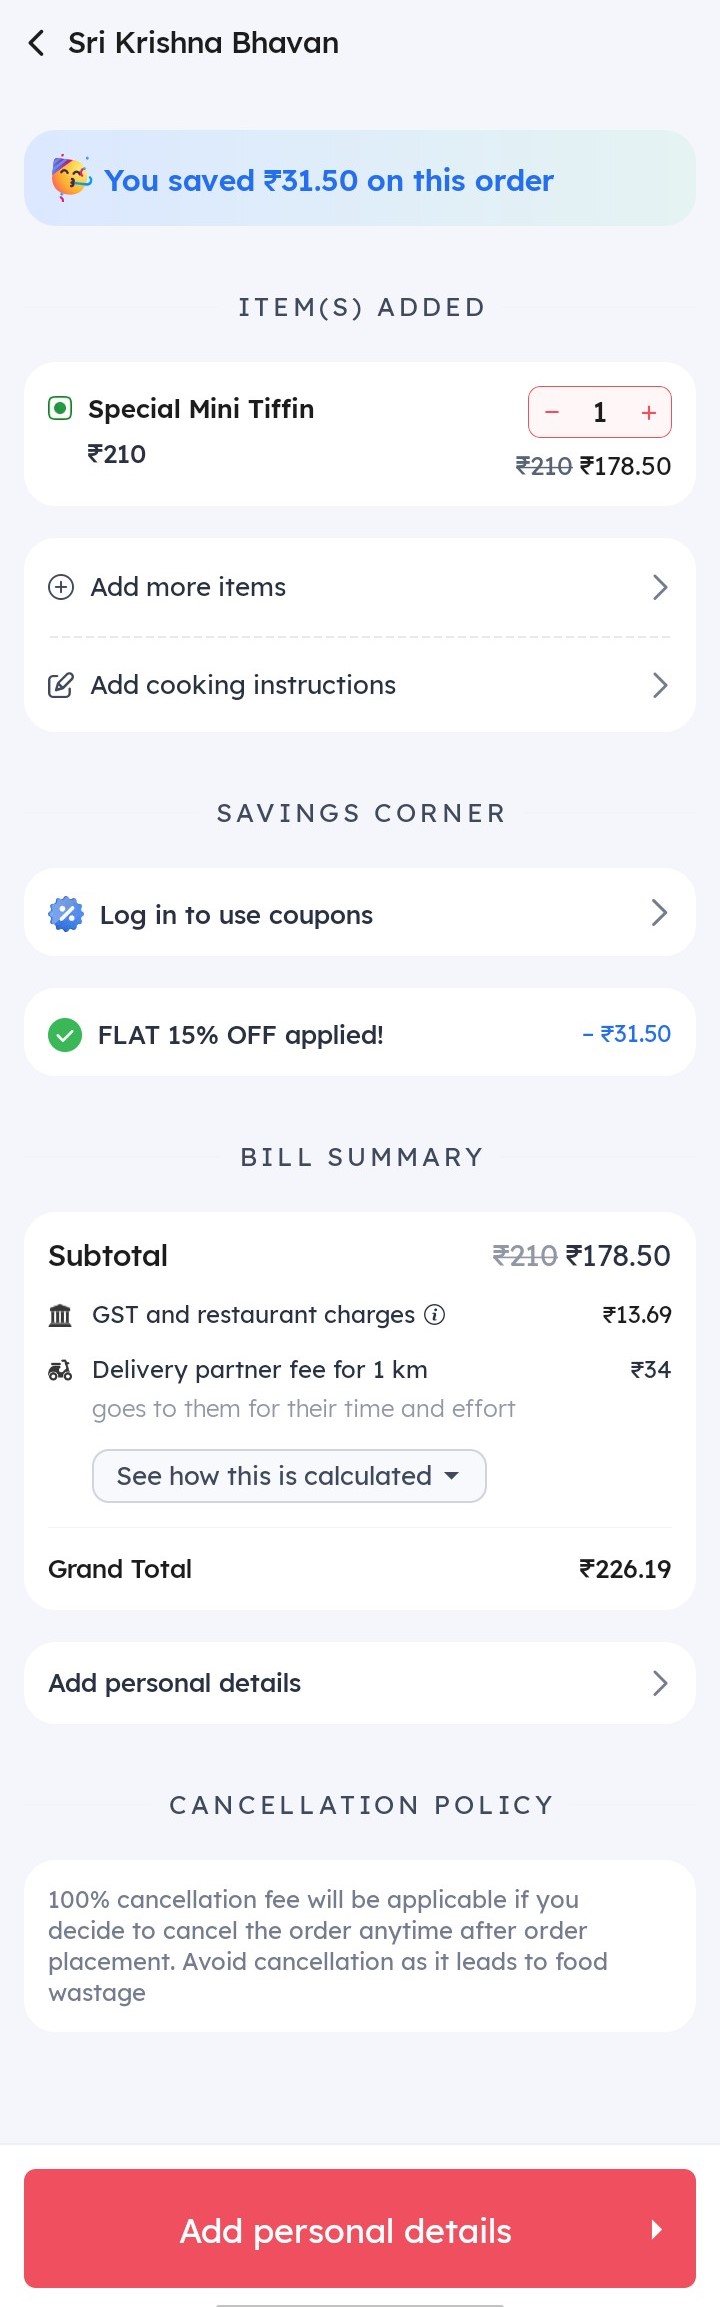 Sri Krishna Bhavan
You saved ₹31.50 on this order
ITEM(S) ADDED
Special Mini Tiffin
− 1 +
₹210
₹210 ₹178.50
Add more items
Add cooking instructions
SAVINGS CORNER
Log in to use coupons
FLAT 15% OFF applied! – ₹31.50
BILL SUMMARY
Subtotal ₹210 ₹178.50
GST and restaurant charges ₹13.69
Delivery partner fee for 1 km ₹34
goes to them for their time and effort
See how this is calculated
Grand Total ₹226.19
Add personal details
CANCELLATION POLICY
100% cancellation fee will be applicable if you
decide to cancel the order anytime after order
placement. Avoid cancellation as it leads to food
wastage
Add personal details